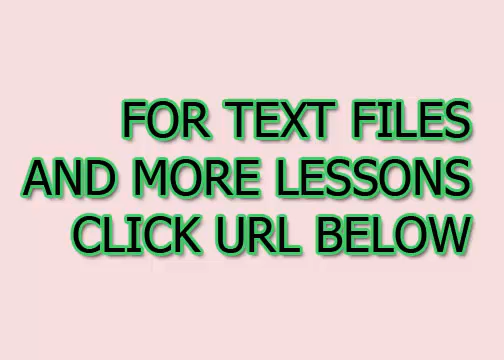 FOR TEXT FILES
AND MORE LESSONS
CLICK URL BELOW